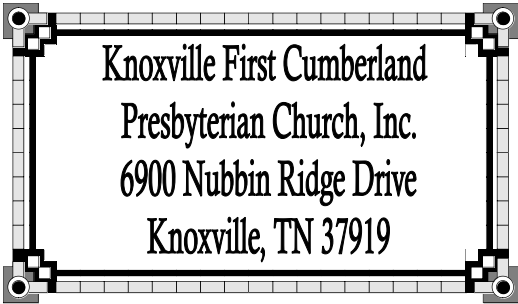 Knoxville First Cumberland
Presbyterian Church, Inc.
6900 Nubbin Ridge Drive
Knoxville, TN 37919